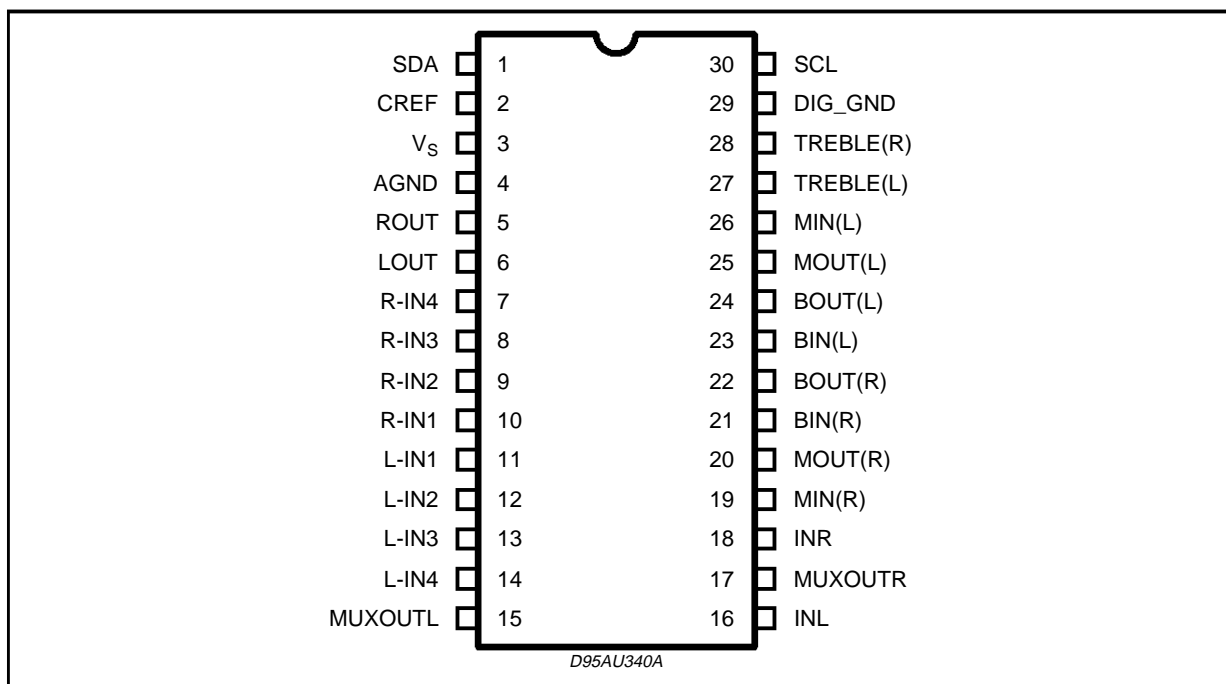 SDA 1 30 SCL
CREF 2 29 DIG_GND
VS 3 28 TREBLE(R)
AGND 4 27 TREBLE(L)
ROUT 5 26 MIN(L)
LOUT 6 25 MOUT(L)
R-IN4 7 24 BOUT(L)
R-IN3 8 23 BIN(L)
R-IN2 9 22 BOUT(R)
R-IN1 10 21 BIN(R)
L-IN1 11 20 MOUT(R)
L-IN2 12 19 MIN(R)
L-IN3 13 18 INR
L-IN4 14 17 MUXOUTR
MUXOUTL 15 16 INL
D95AU340A